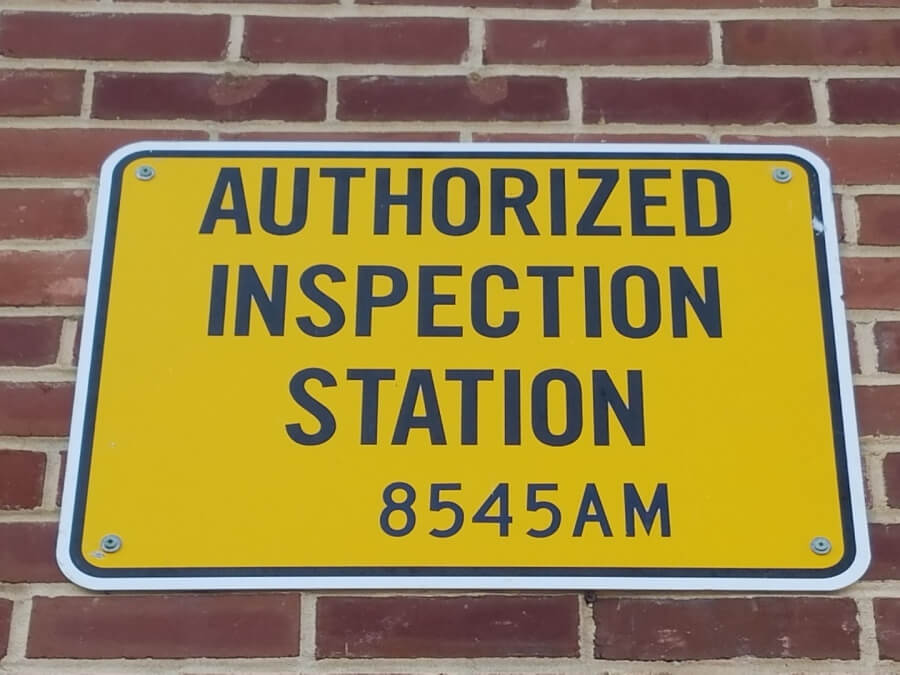 AUTHORIZED
INSPECTION
STATION
8545AM